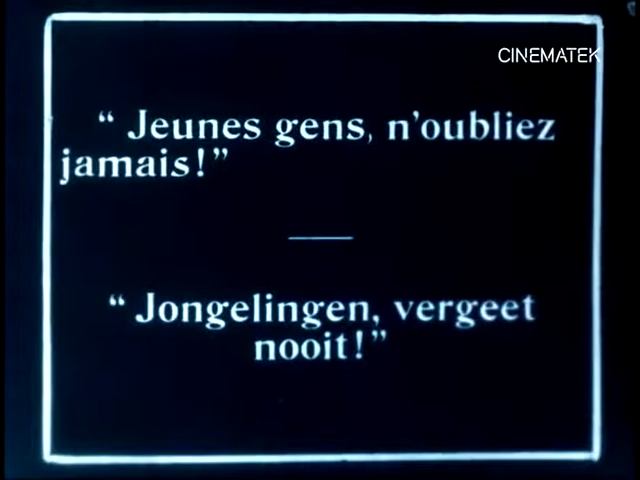 CINEMATEK
“ Jeunes gens, n'oubliez
jamais!”
“ Jongelingen, vergeet
nooit!”